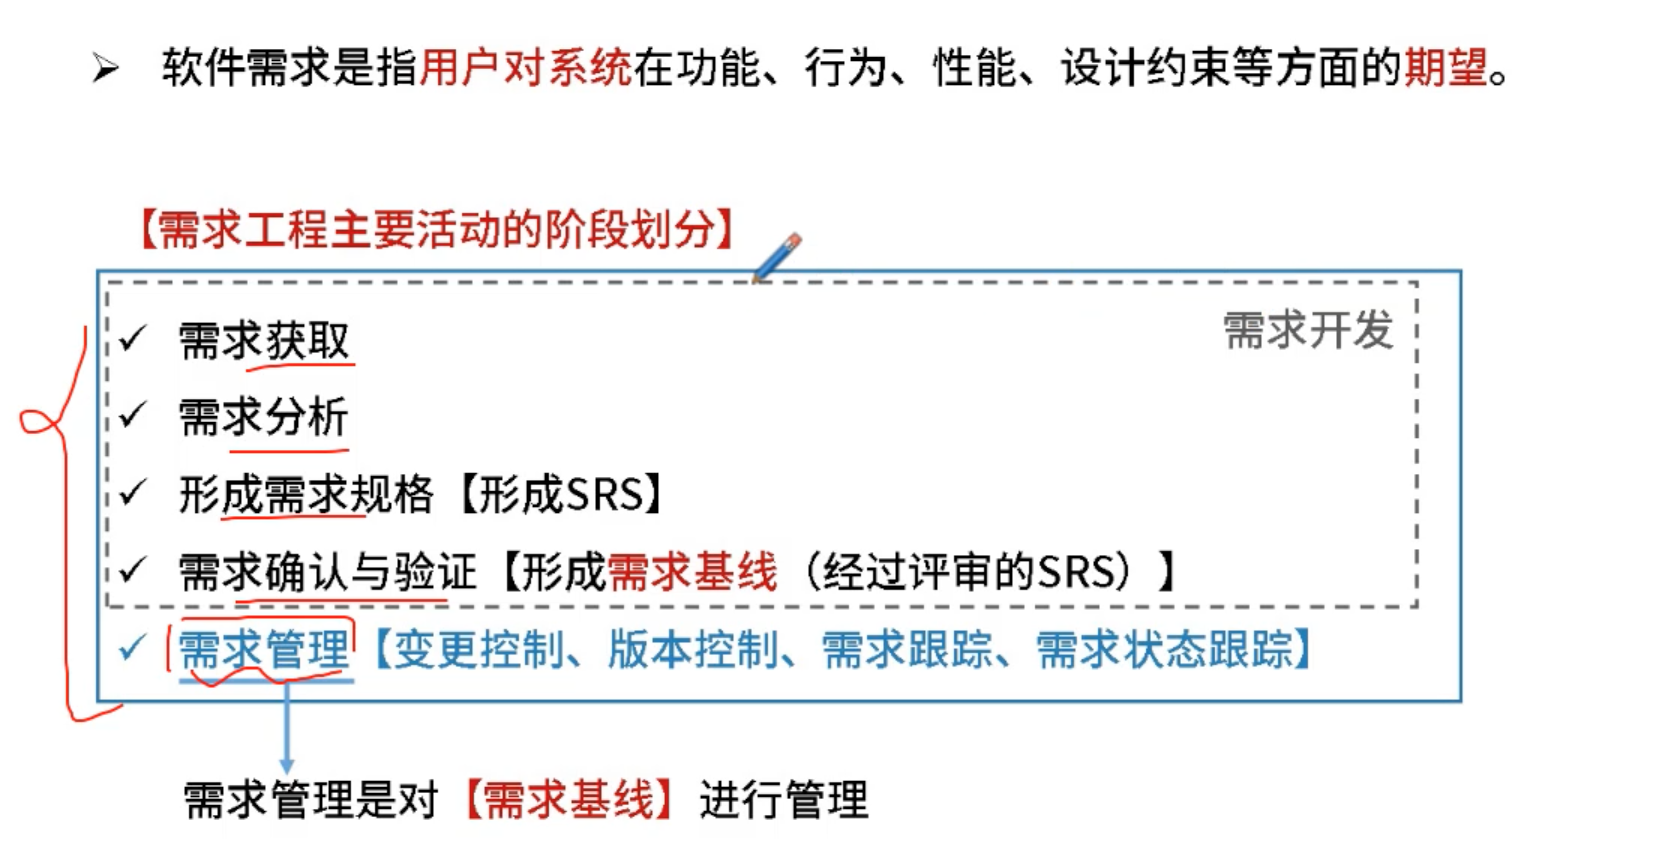 软件需求是指用户对系统在功能、行为、性能、设计约束等方面的期望。
【需求工程主要活动的阶段划分】
需求开发
需求获取
需求分析
形成需求规格【形成SRS】
需求确认与验证【形成需求基线（经过评审的SRS）】
需求管理【变更控制、版本控制、需求跟踪、需求状态跟踪】
需求管理是对【需求基线】进行管理